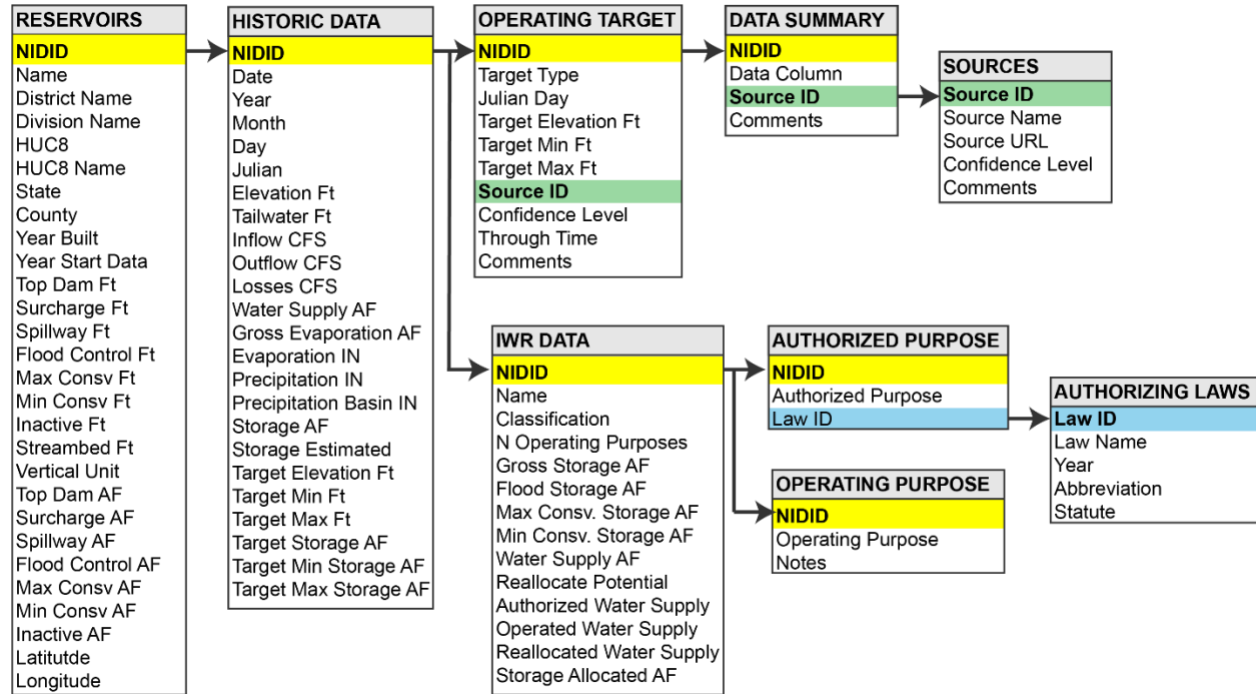 RESERVOIRS
NIDID
Name
District Name
Division Name
HUC8
HUC8 Name
State
County
Year Built
Year Start Data
Top Dam Ft
Surcharge Ft
Spillway Ft
Flood Control Ft
Max Consv Ft
Min Consv Ft
Inactive Ft
Streambed Ft
Vertical Unit
Top Dam AF
Surcharge AF
Spillway AF
Flood Control AF
Max Consv AF
Min Consv AF
Inactive AF
Latitutde
Longitude
HISTORIC DATA
NIDID
Date
Year
Month
Day
Julian
Elevation Ft
Tailwater Ft
Inflow CFS
Outflow CFS
Losses CFS
Water Supply AF
Gross Evaporation AF
Evaporation IN
Precipitation IN
Precipitation Basin IN
Storage AF
Storage Estimated
Target Elevation Ft
Target Min Ft
Target Max Ft
Target Storage AF
Target Min Storage AF
Target Max Storage AF
OPERATING TARGET
NIDID
Target Type
Julian Day
Target Elevation Ft
Target Min Ft
Target Max Ft
Source ID
Confidence Level
Through Time
Comments
DATA SUMMARY
NIDID
Data Column
Source ID
Comments
SOURCES
Source ID
Source Name
Source URL
Confidence Level
Comments
IWR DATA
NIDID
Name
Classification
N Operating Purposes
Gross Storage AF
Flood Storage AF
Max Consv. Storage AF
Min Consv. Storage AF
Water Supply AF
Reallocate Potential
Authorized Water Supply
Operated Water Supply
Reallocated Water Supply
Storage Allocated AF
AUTHORIZED PURPOSE
NIDID
Authorized Purpose
Law ID
OPERATING PURPOSE
NIDID
Operating Purpose
Notes
AUTHORIZING LAWS
Law ID
Law Name
Year
Abbreviation
Statute